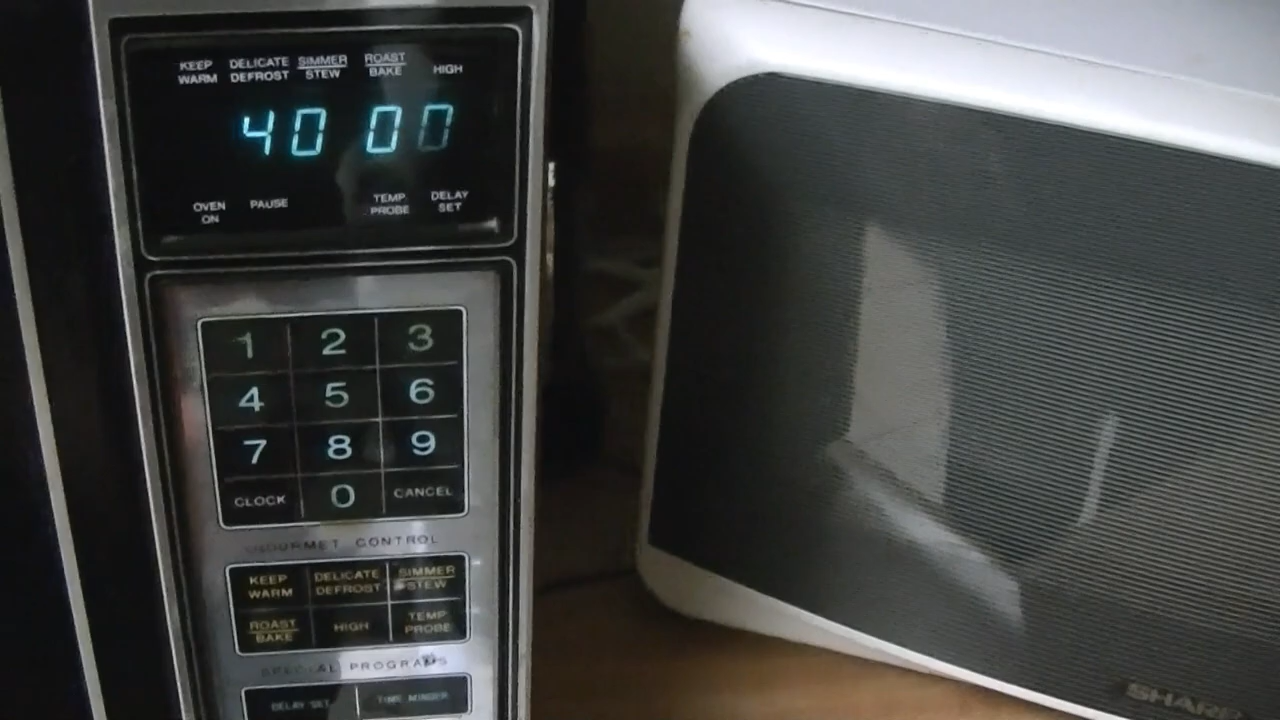 KEEP WARM DELICATE DEFROST SIMMER STEW ROAST BAKE HIGH
40 00
OVEN ON PAUSE TEMP PROBE DELAY SET
1 2 3
4 5 6
7 8 9
CLOCK 0 CANCEL
GOURMET CONTROL
KEEP WARM DELICATE DEFROST SIMMER STEW
ROAST BAKE HIGH TEMP PROBE
SPECIAL PROGRAMS
DELAY SET TIME MINDER
SHARP